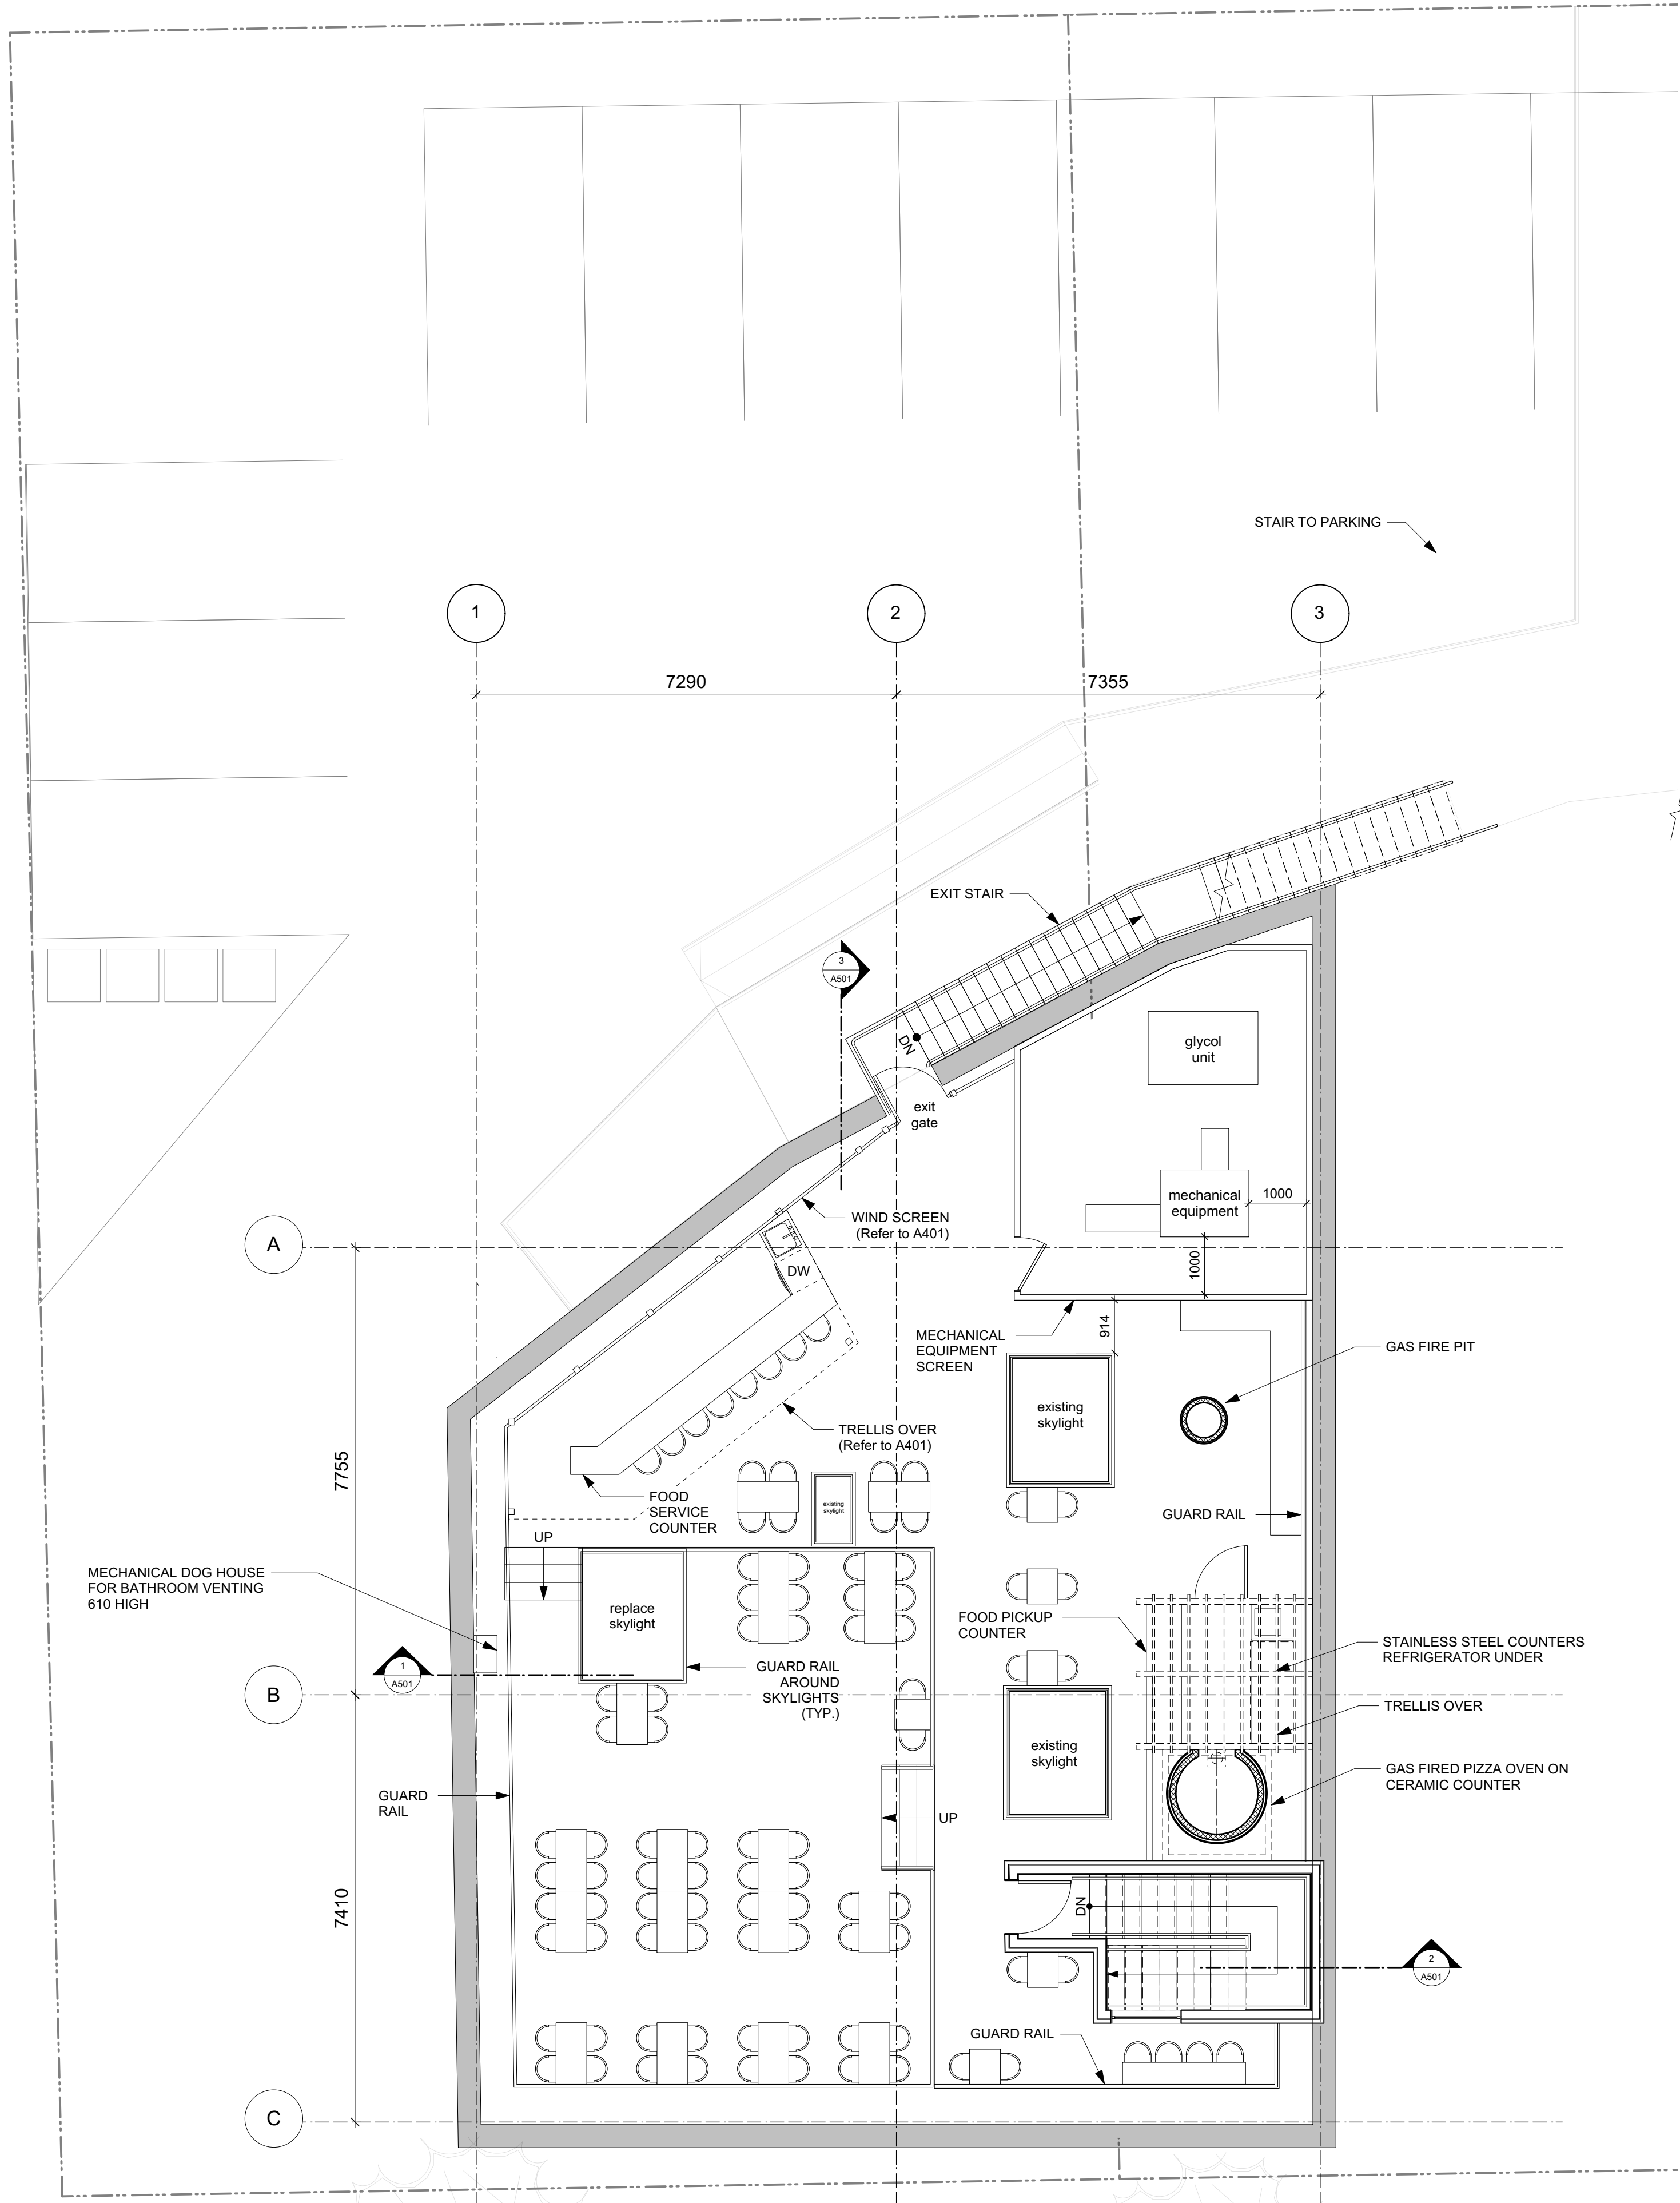 STAIR TO PARKING
1
2
3
7290
7355
EXIT STAIR
3
A501
DN
glycol
unit
exit
gate
mechanical
equipment
1000
WIND SCREEN
(Refer to A401)
A
1000
DW
914
MECHANICAL
EQUIPMENT
SCREEN
GAS FIRE PIT
existing
skylight
TRELLIS OVER
(Refer to A401)
7755
FOOD
SERVICE
COUNTER
existing
skylight
GUARD RAIL
UP
MECHANICAL DOG HOUSE
FOR BATHROOM VENTING
610 HIGH
replace
skylight
FOOD PICKUP
COUNTER
STAINLESS STEEL COUNTERS
REFRIGERATOR UNDER
1
A501
GUARD RAIL
AROUND
SKYLIGHTS
(TYP.)
B
TRELLIS OVER
existing
skylight
GAS FIRED PIZZA OVEN ON
CERAMIC COUNTER
GUARD
RAIL
UP
7410
DN
2
A501
GUARD RAIL
C